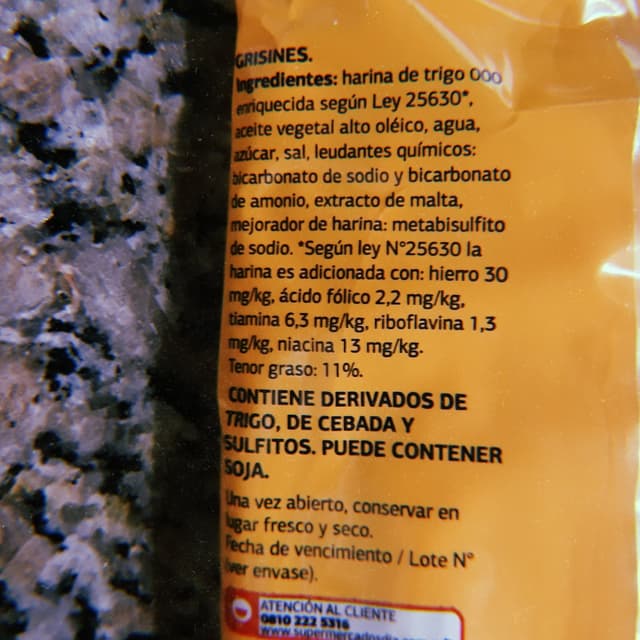 GRISINES.
Ingredientes: harina de trigo 000
enriquecida según Ley 25630*,
aceite vegetal alto oléico, agua,
azúcar, sal, leudantes químicos:
bicarbonato de sodio y bicarbonato
de amonio, extracto de malta,
mejorador de harina: metabisulfito
de sodio. *Según ley N°25630 la
harina es adicionada con: hierro 30
mg/kg, ácido fólico 2,2 mg/kg,
tiamina 6,3 mg/kg, riboflavina 1,3
mg/kg, niacina 13 mg/kg.
Tenor graso: 11%.
CONTIENE DERIVADOS DE
TRIGO, DE CEBADA Y
SULFITOS. PUEDE CONTENER
SOJA.
Una vez abierto, conservar en
lugar fresco y seco.
Fecha de vencimiento / Lote N°
(ver envase).
ATENCIÓN AL CLIENTE
0810 222 5316